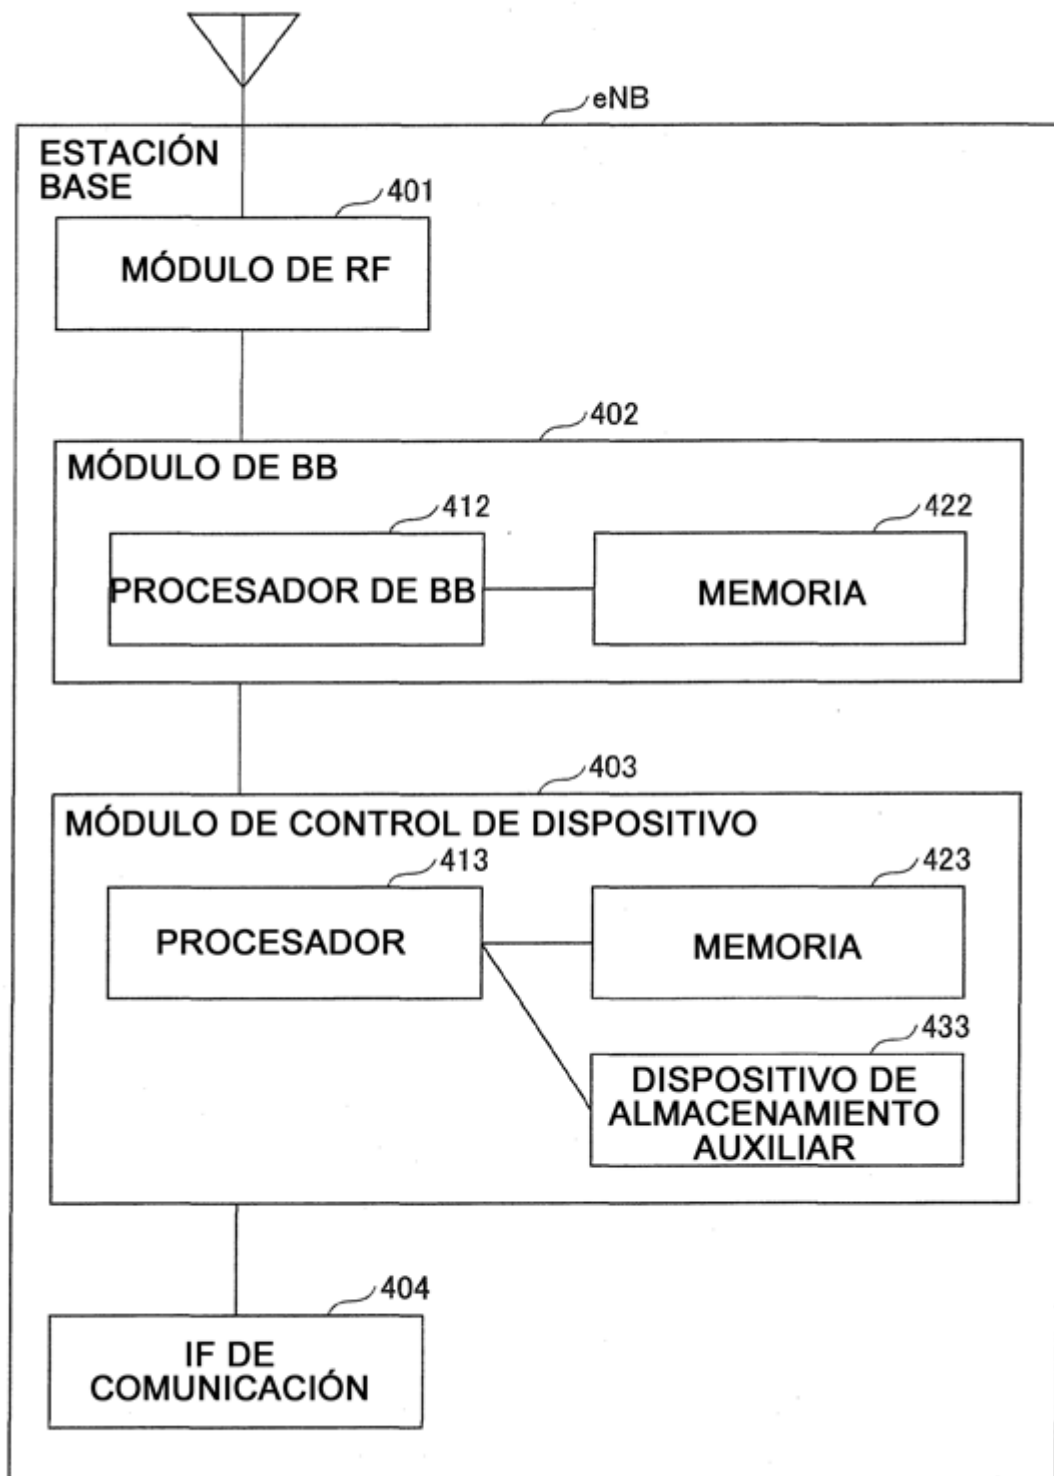 eNB
ESTACIÓN
BASE
401
MÓDULO DE RF
402
MÓDULO DE BB
412
422
PROCESADOR DE BB
MEMORIA
403
MÓDULO DE CONTROL DE DISPOSITIVO
413
423
PROCESADOR
MEMORIA
433
DISPOSITIVO DE
ALMACENAMIENTO
AUXILIAR
404
IF DE
COMUNICACIÓN